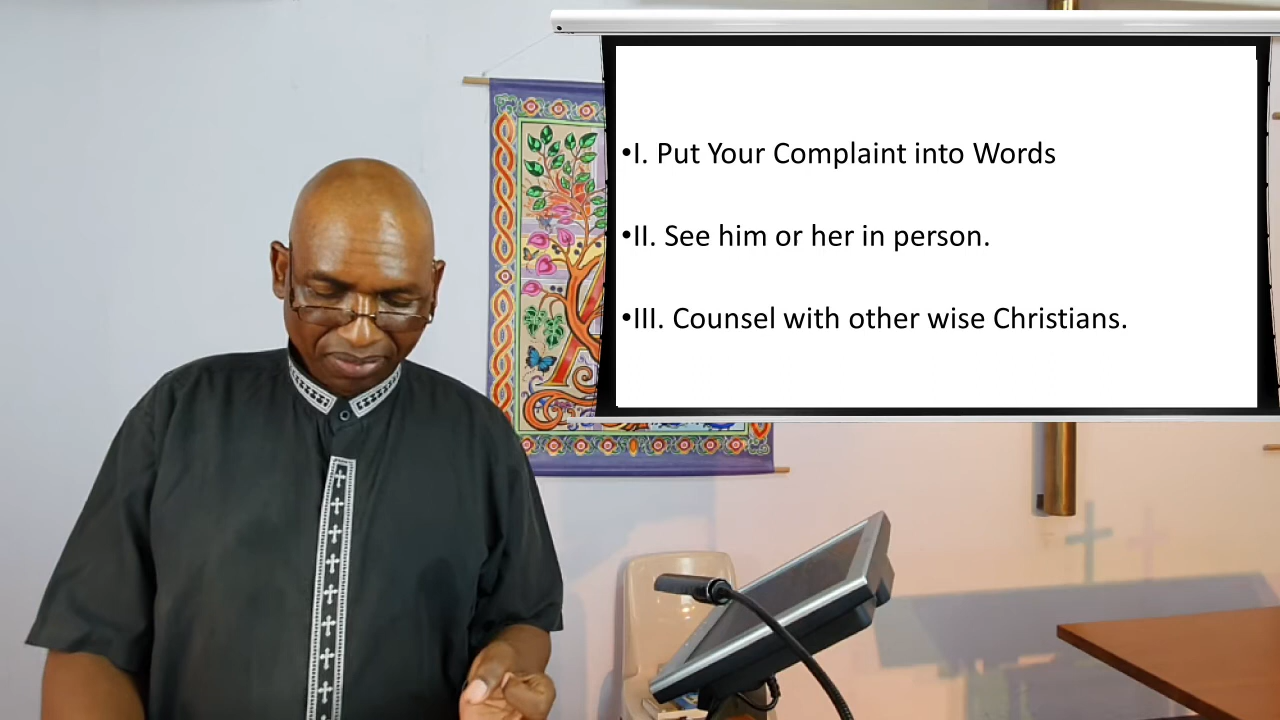 •I. Put Your Complaint into Words
•II. See him or her in person.
•III. Counsel with other wise Christians.